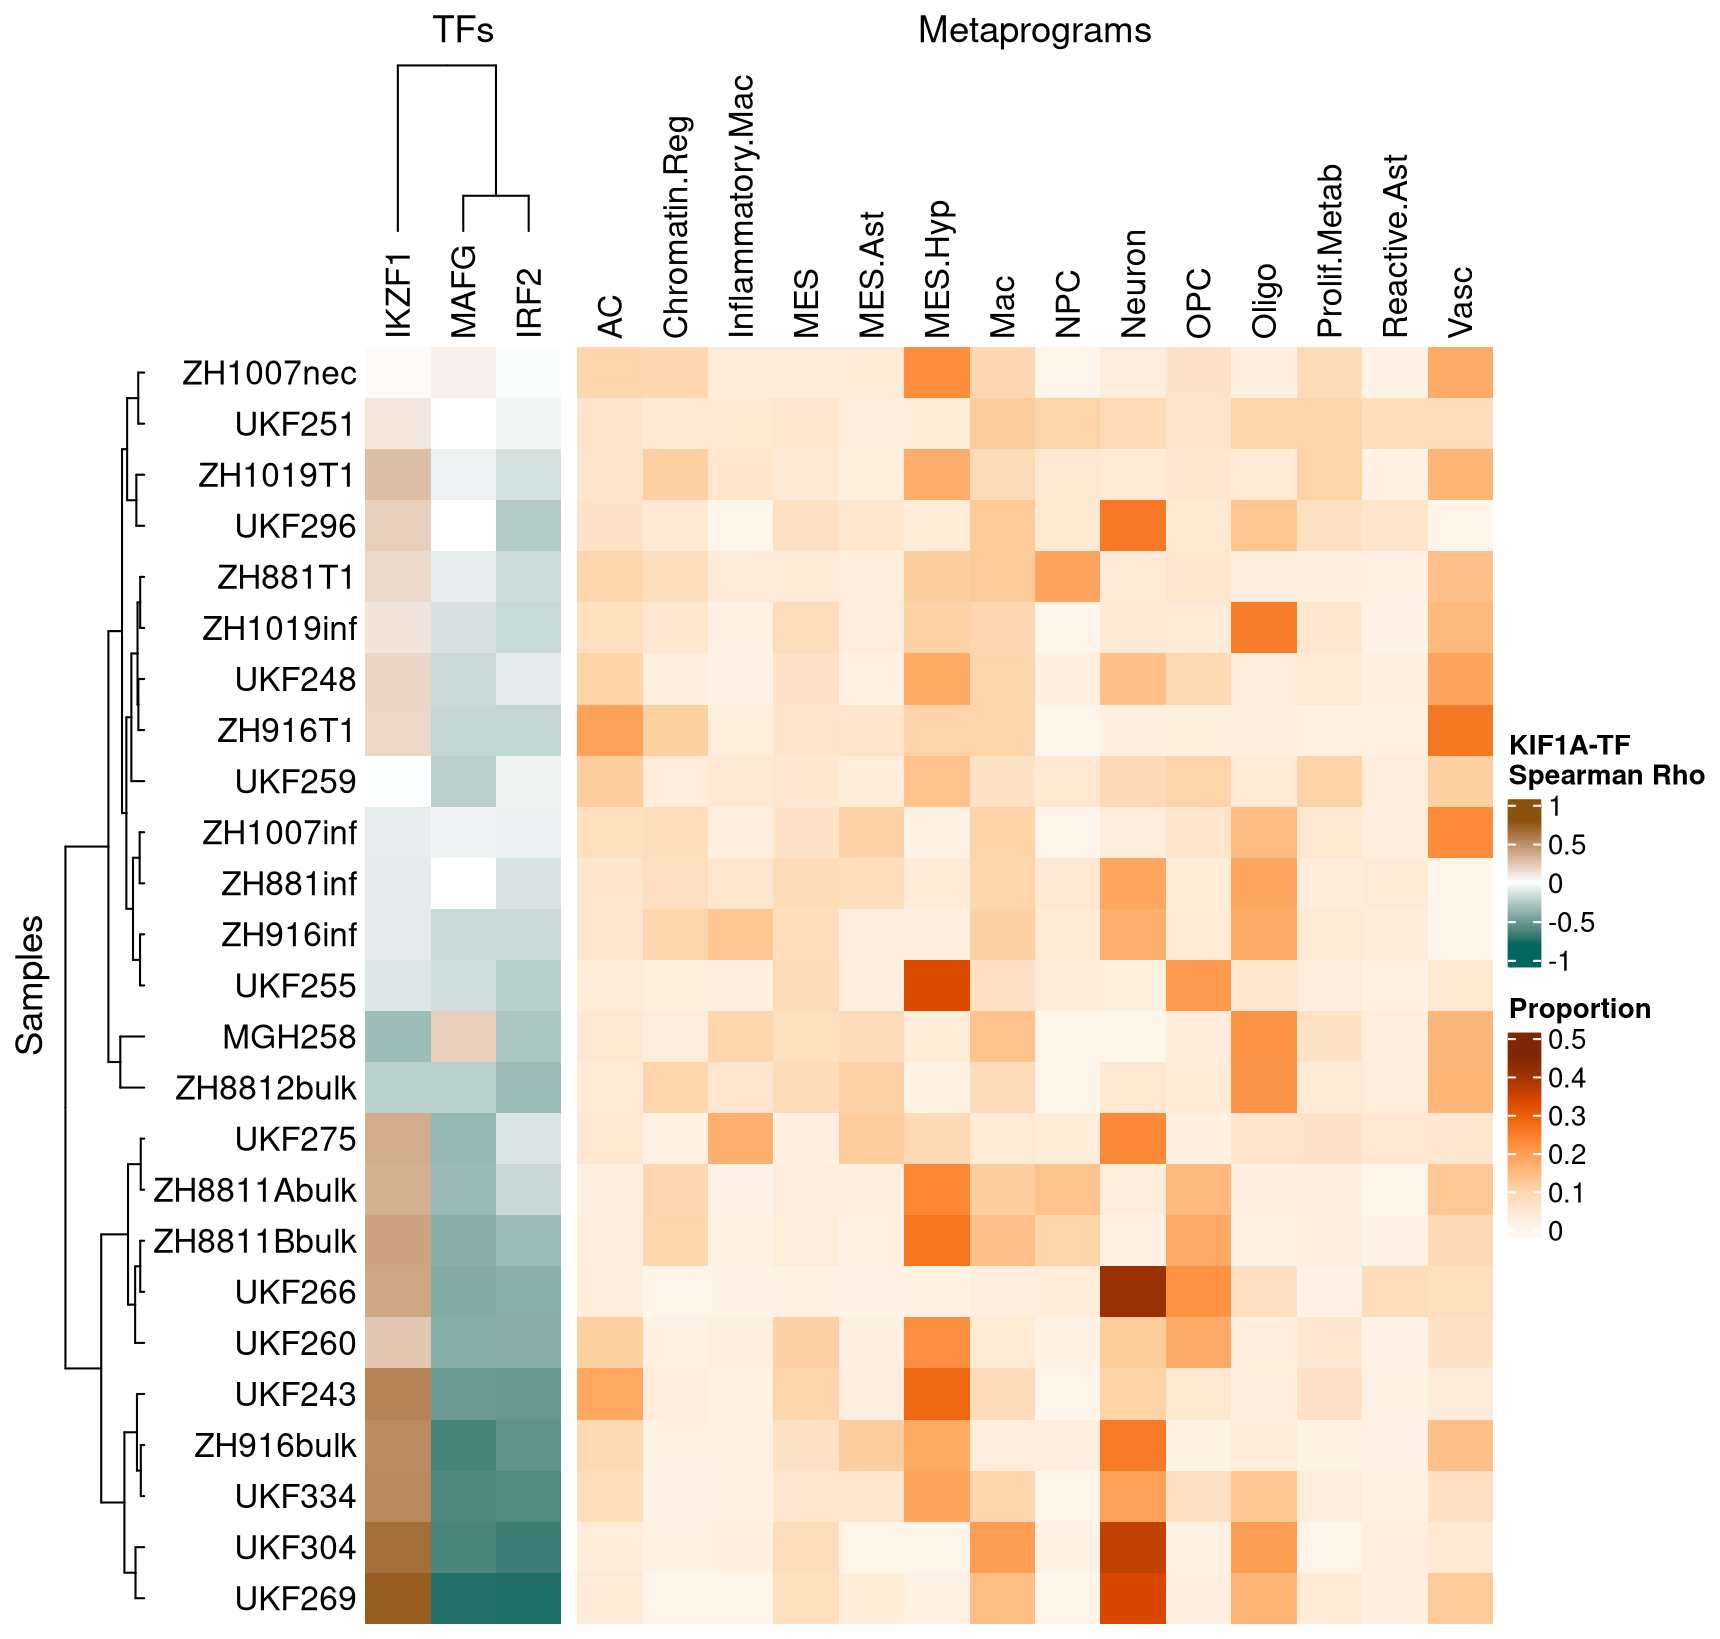 TFs
Metaprograms
IKZF1
MAFG
IRF2
AC
Chromatin.Reg
Inflammatory.Mac
MES
MES.Ast
MES.Hyp
Mac
NPC
Neuron
OPC
Oligo
Prolif.Metab
Reactive.Ast
Vasc
Samples
ZH1007nec
UKF251
ZH1019T1
UKF296
ZH881T1
ZH1019inf
UKF248
ZH916T1
UKF259
ZH1007inf
ZH881inf
ZH916inf
UKF255
MGH258
ZH8812bulk
UKF275
ZH8811Abulk
ZH8811Bbulk
UKF266
UKF260
UKF243
ZH916bulk
UKF334
UKF304
UKF269
KIF1A-TF
Spearman Rho
1
0.5
0
-0.5
-1
Proportion
0.5
0.4
0.3
0.2
0.1
0